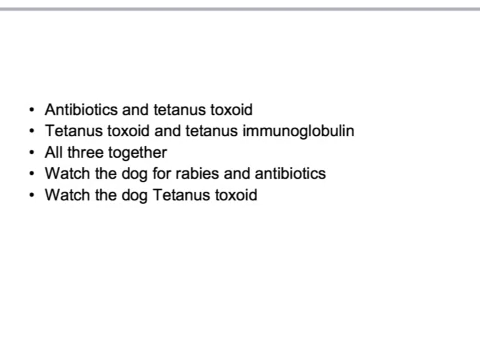 • Antibiotics and tetanus toxoid
• Tetanus toxoid and tetanus immunoglobulin
• All three together
• Watch the dog for rabies and antibiotics
• Watch the dog Tetanus toxoid